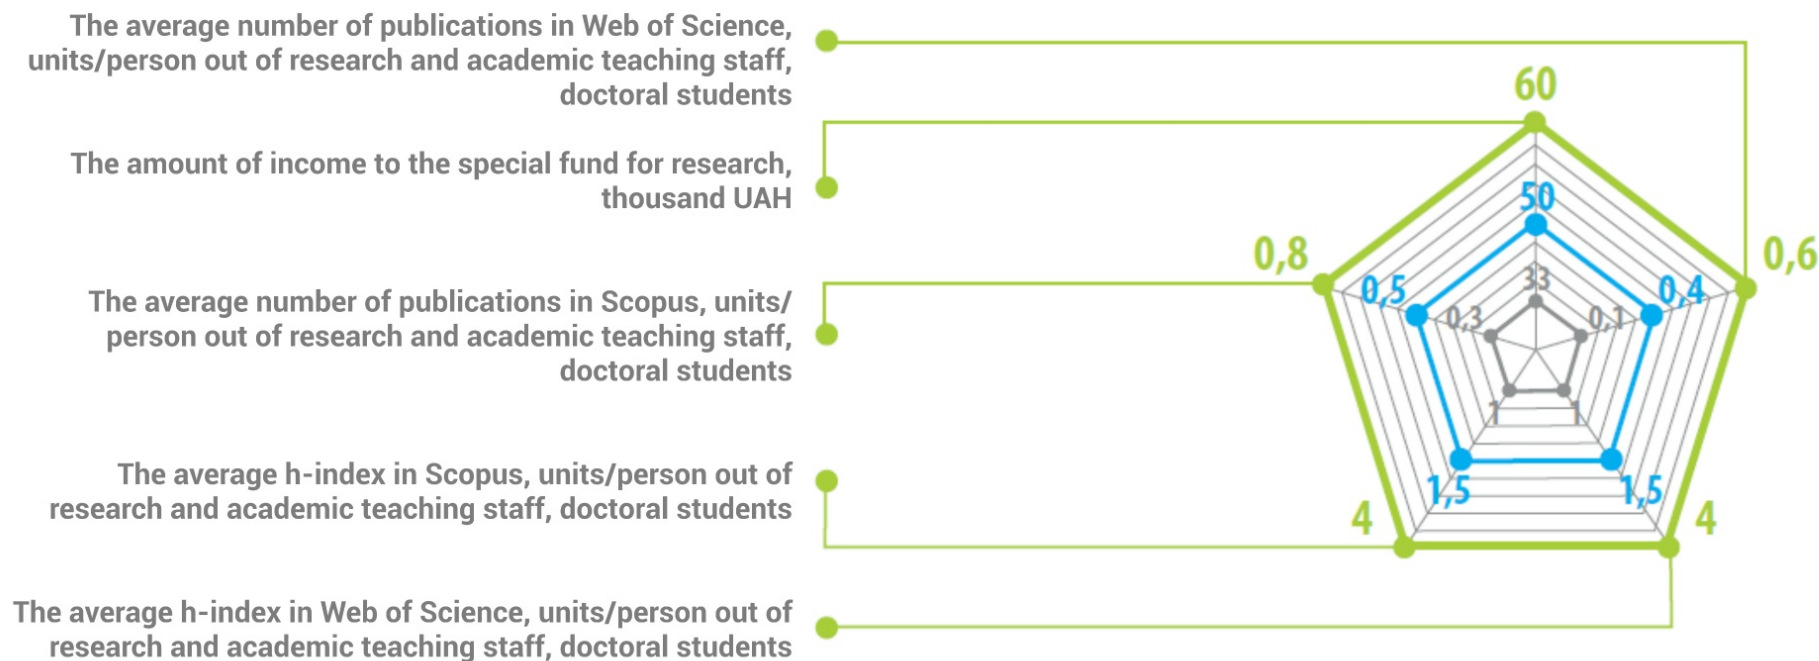 The average number of publications in Web of Science,
units/person out of research and academic teaching staff,
doctoral students
The amount of income to the special fund for research,
thousand UAH
The average number of publications in Scopus, units/
person out of research and academic teaching staff,
doctoral students
The average h-index in Scopus, units/person out of
research and academic teaching staff, doctoral students
The average h-index in Web of Science, units/person out of
research and academic teaching staff, doctoral students
60
50
0,8
0,6
33
0,5
0,4
0,3
0,1
1
1
1,5
1,5
4
4